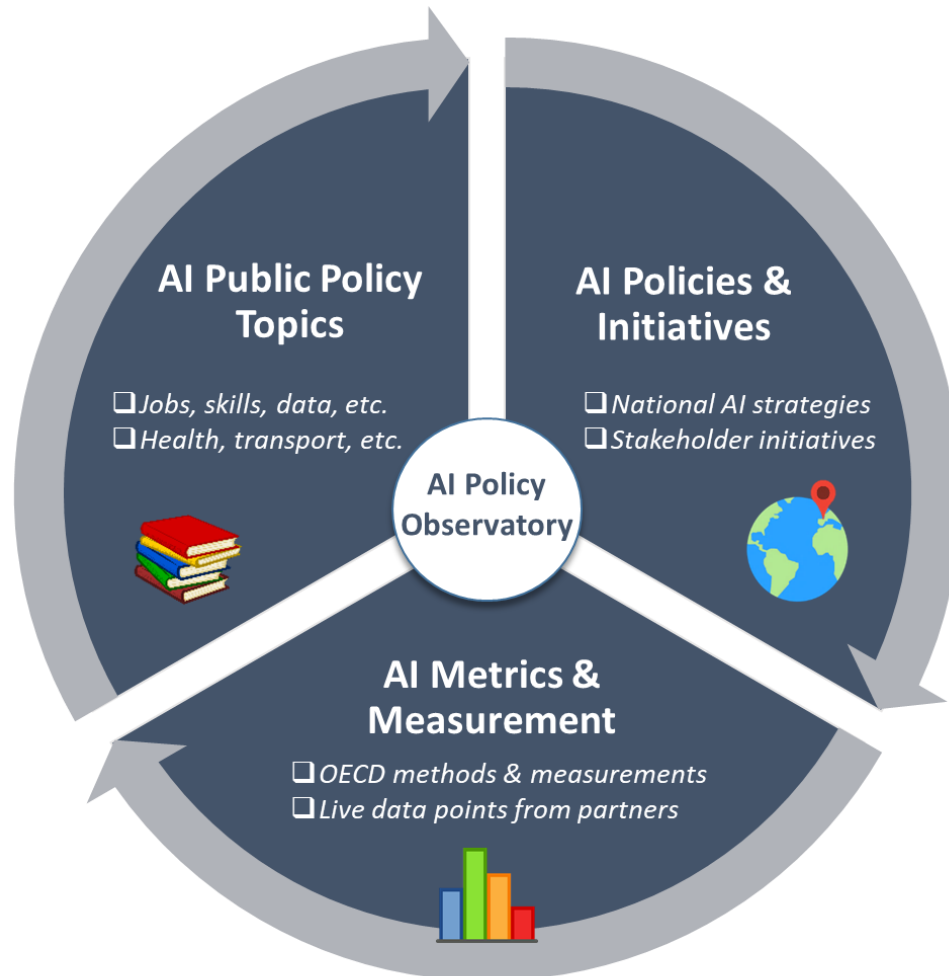 AI Public Policy
Topics
❑ Jobs, skills, data, etc.
❑ Health, transport, etc.
AI Policies &
Initiatives
❑ National AI strategies
❑ Stakeholder initiatives
AI Policy
Observatory
AI Metrics &
Measurement
❑ OECD methods & measurements
❑ Live data points from partners